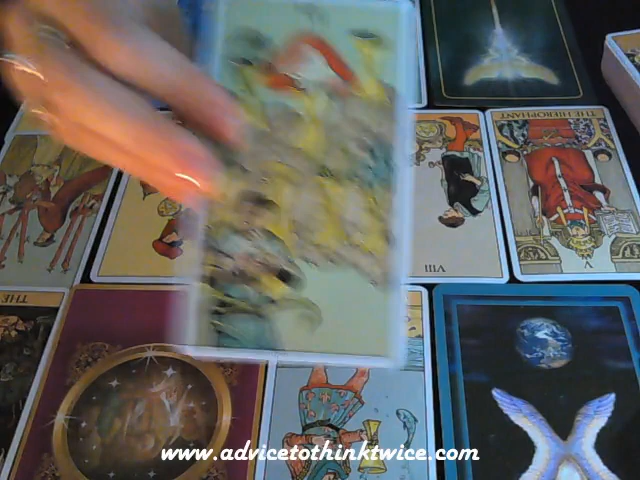 THE HIEROPHANT
VIII
V
THE
www.advicetothinktwice.com